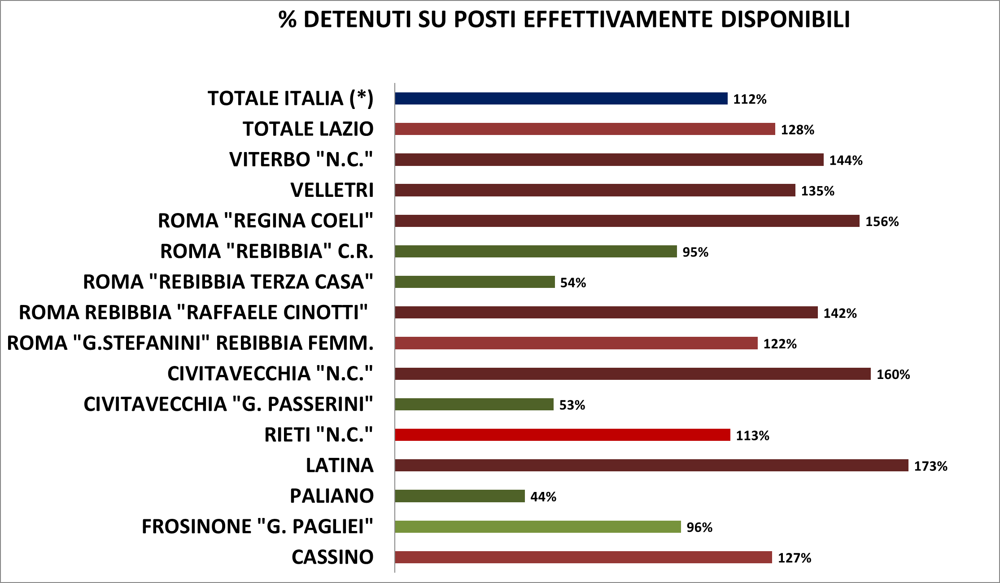 % DETENUTI SU POSTI EFFETTIVAMENTE DISPONIBILI
TOTALE ITALIA (*) 112%
TOTALE LAZIO 128%
VITERBO "N.C." 144%
VELLETRI 135%
ROMA "REGINA COELI" 156%
ROMA "REBIBBIA" C.R. 95%
ROMA "REBIBBIA TERZA CASA" 54%
ROMA REBIBBIA "RAFFAELE CINOTTI" 142%
ROMA "G.STEFANINI" REBIBBIA FEMM. 122%
CIVITAVECCHIA "N.C." 160%
CIVITAVECCHIA "G. PASSERINI" 53%
RIETI "N.C." 113%
LATINA 173%
PALIANO 44%
FROSINONE "G. PAGLIEI" 96%
CASSINO 127%